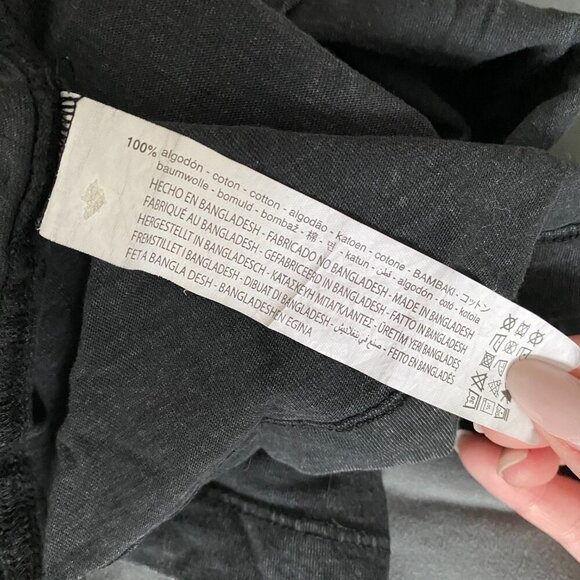 100% algodón - coton - cotton - algodão - katoen - cotone - BAMBAKI - コットン
baumwolle - bomuld - bombaž - 棉 - 면 - katun - قطن - algodon - cotó - kotoia
HECHO EN BANGLADESH - FABRICADO NO BANGLADESH - MADE IN BANGLADESH
FABRIQUÉ AU BANGLADESH - GEFABRICEERD IN BANGLADESH - FATTO IN BANGLADESH
HERGESTELLT IN BANGLADESCH - ΚΑΤΑΣΚΕΥΗ ΜΠΑΓΚΛΑΝΤΕΣ - ÜRETİM YERİ BANGLADEŞ
FREMSTILLET I BANGLADESH - DIBUAT DI BANGLADESH - صنع في بنغلاديش - FEITO EN BANGLADÉS
FETA BANGLA DESH - BANGLADESHEN EGINA